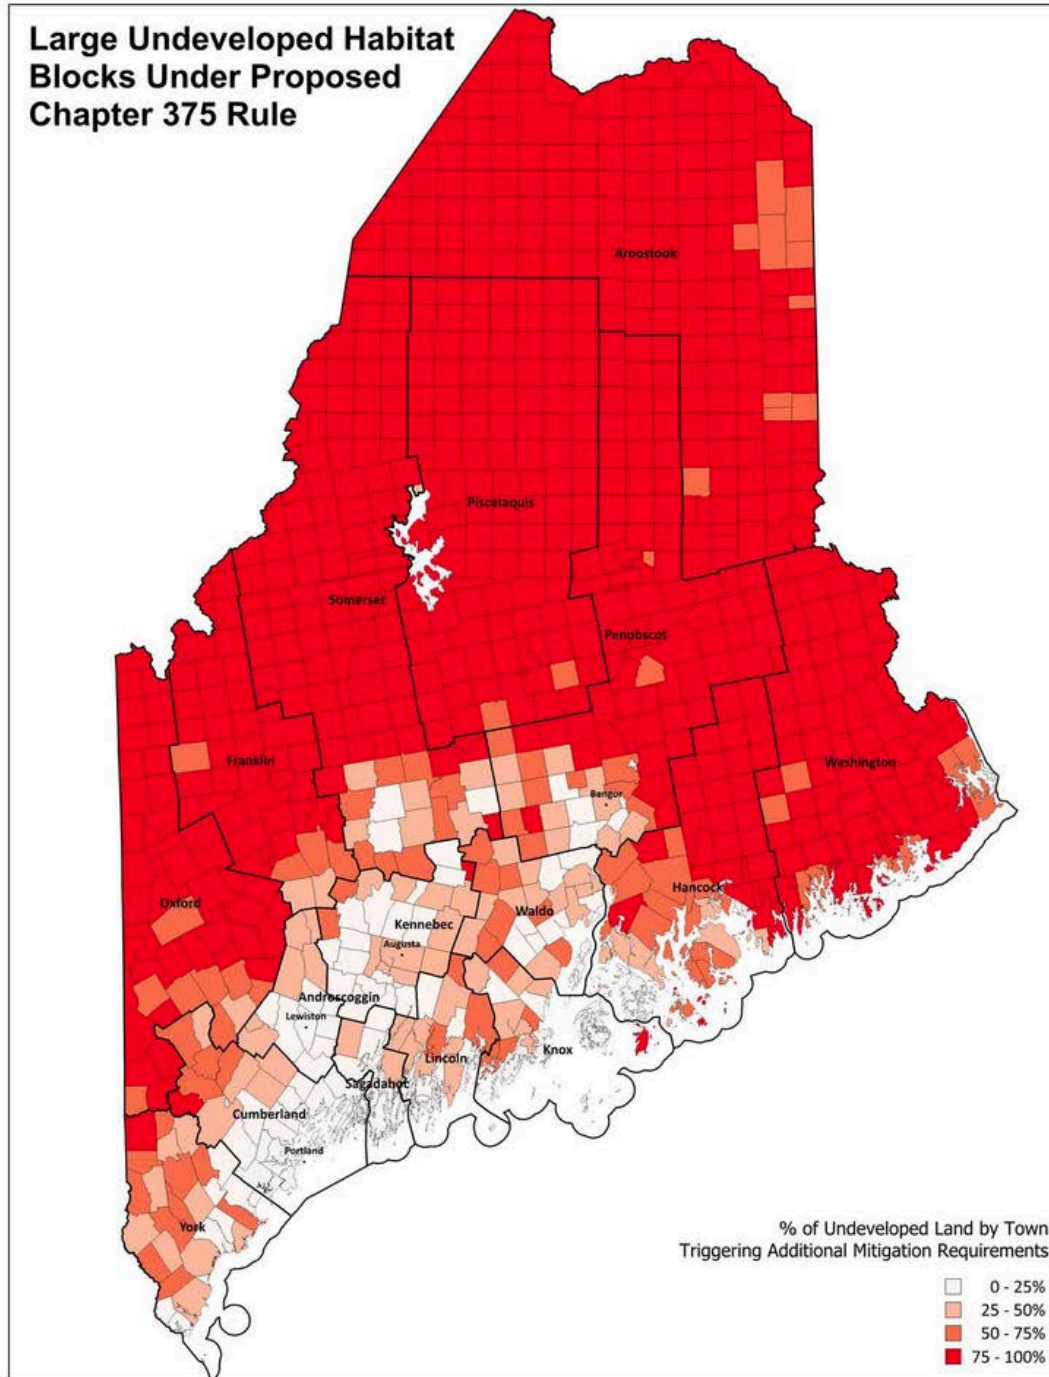 Large Undeveloped Habitat
Blocks Under Proposed
Chapter 375 Rule
Aroostook
Piscataquis
Somerset
Penobscot
Franklin
Washington
Bangor
Oxford
Hancock
Waldo
Kennebec
Augusta
Androscoggin
Lewiston
Knox
Lincoln
Sagadahoc
Cumberland
Portland
York
% of Undeveloped Land by Town
Triggering Additional Mitigation Requirements
0 - 25%
25 - 50%
50 - 75%
75 - 100%